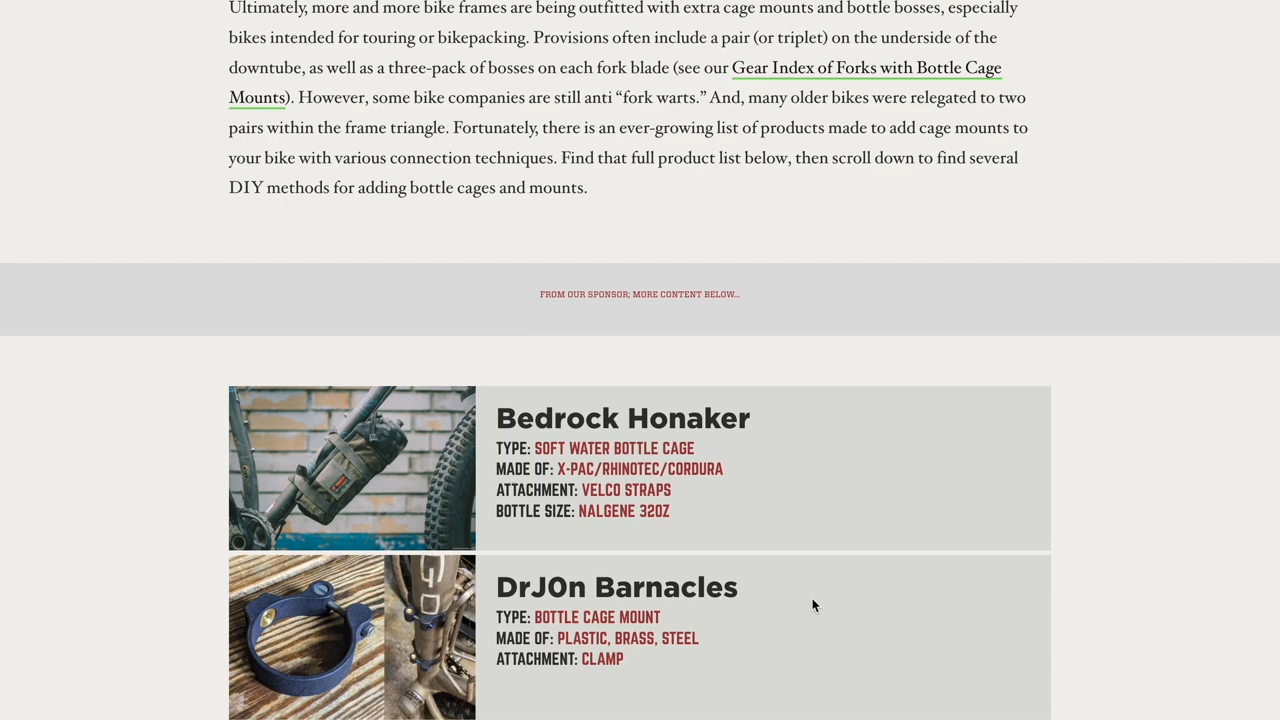 Ultimately, more and more bike frames are being outfitted with extra cage mounts and bottle bosses, especially
bikes intended for touring or bikepacking. Provisions often include a pair (or triplet) on the underside of the
downtube, as well as a three-pack of bosses on each fork blade (see our Gear Index of Forks with Bottle Cage
Mounts). However, some bike companies are still anti “fork warts.” And, many older bikes were relegated to two
pairs within the frame triangle. Fortunately, there is an ever-growing list of products made to add cage mounts to
your bike with various connection techniques. Find that full product list below, then scroll down to find several
DIY methods for adding bottle cages and mounts.
FROM OUR SPONSOR; MORE CONTENT BELOW...
Bedrock Honaker
TYPE: SOFT WATER BOTTLE CAGE
MADE OF: X-PAC/RHINOTEC/CORDURA
ATTACHMENT: VELCO STRAPS
BOTTLE SIZE: NALGENE 32OZ
DrJ0n Barnacles
TYPE: BOTTLE CAGE MOUNT
MADE OF: PLASTIC, BRASS, STEEL
ATTACHMENT: CLAMP